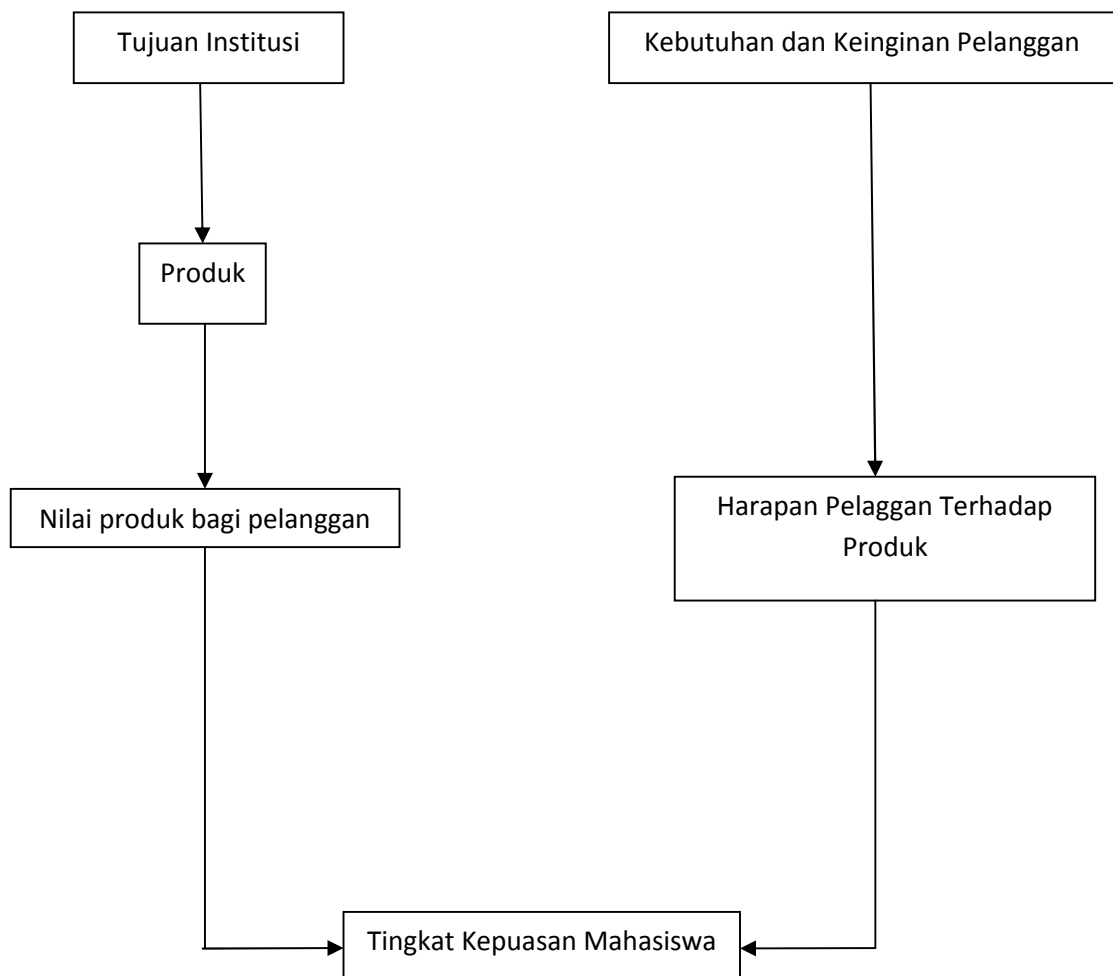 Tujuan Institusi
Kebutuhan dan Keinginan Pelanggan
Produk
Nilai produk bagi pelanggan
Harapan Pelaggan Terhadap
Produk
Tingkat Kepuasan Mahasiswa